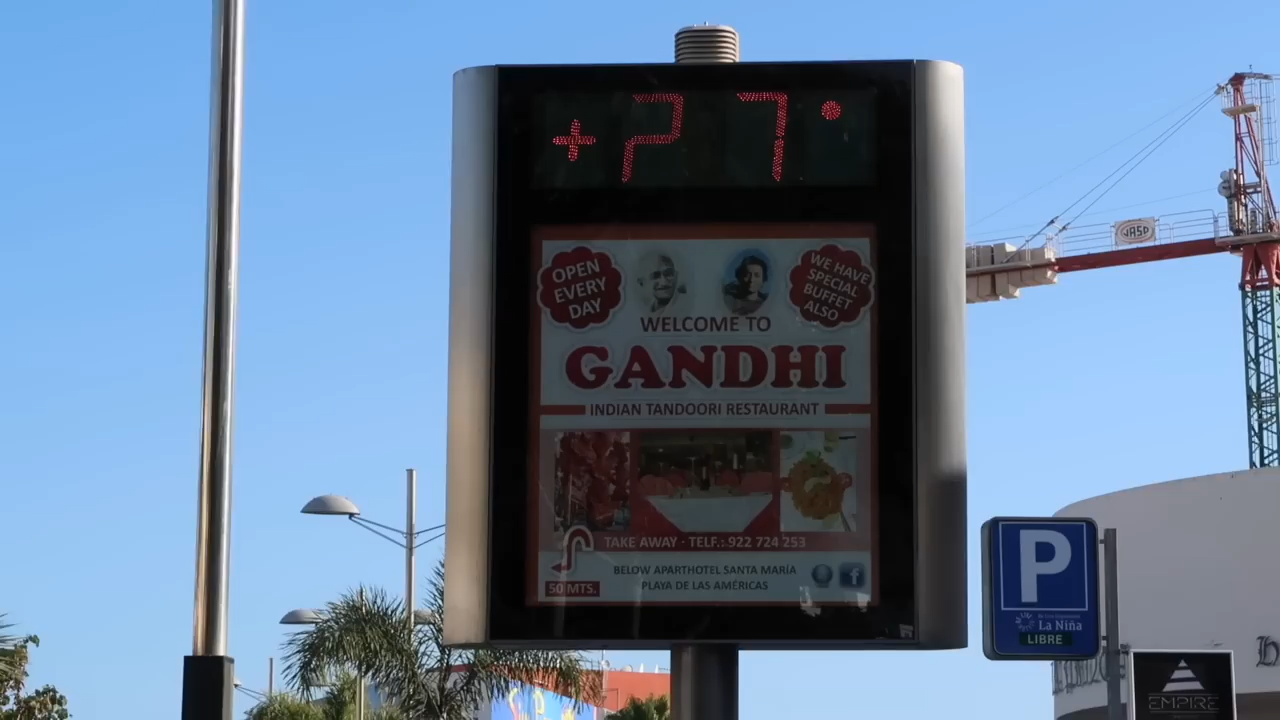 +27°
OPEN
EVERY
DAY
WE HAVE
SPECIAL
BUFFET
ALSO
WELCOME TO
GANDHI
INDIAN TANDOORI RESTAURANT
TAKE AWAY - TELF.: 922 724 253
50 MTS.
BELOW APARTHOTEL SANTA MARÍA
PLAYA DE LAS AMÉRICAS
f
JASO
P
La Niña
LIBRE
EMPIRE